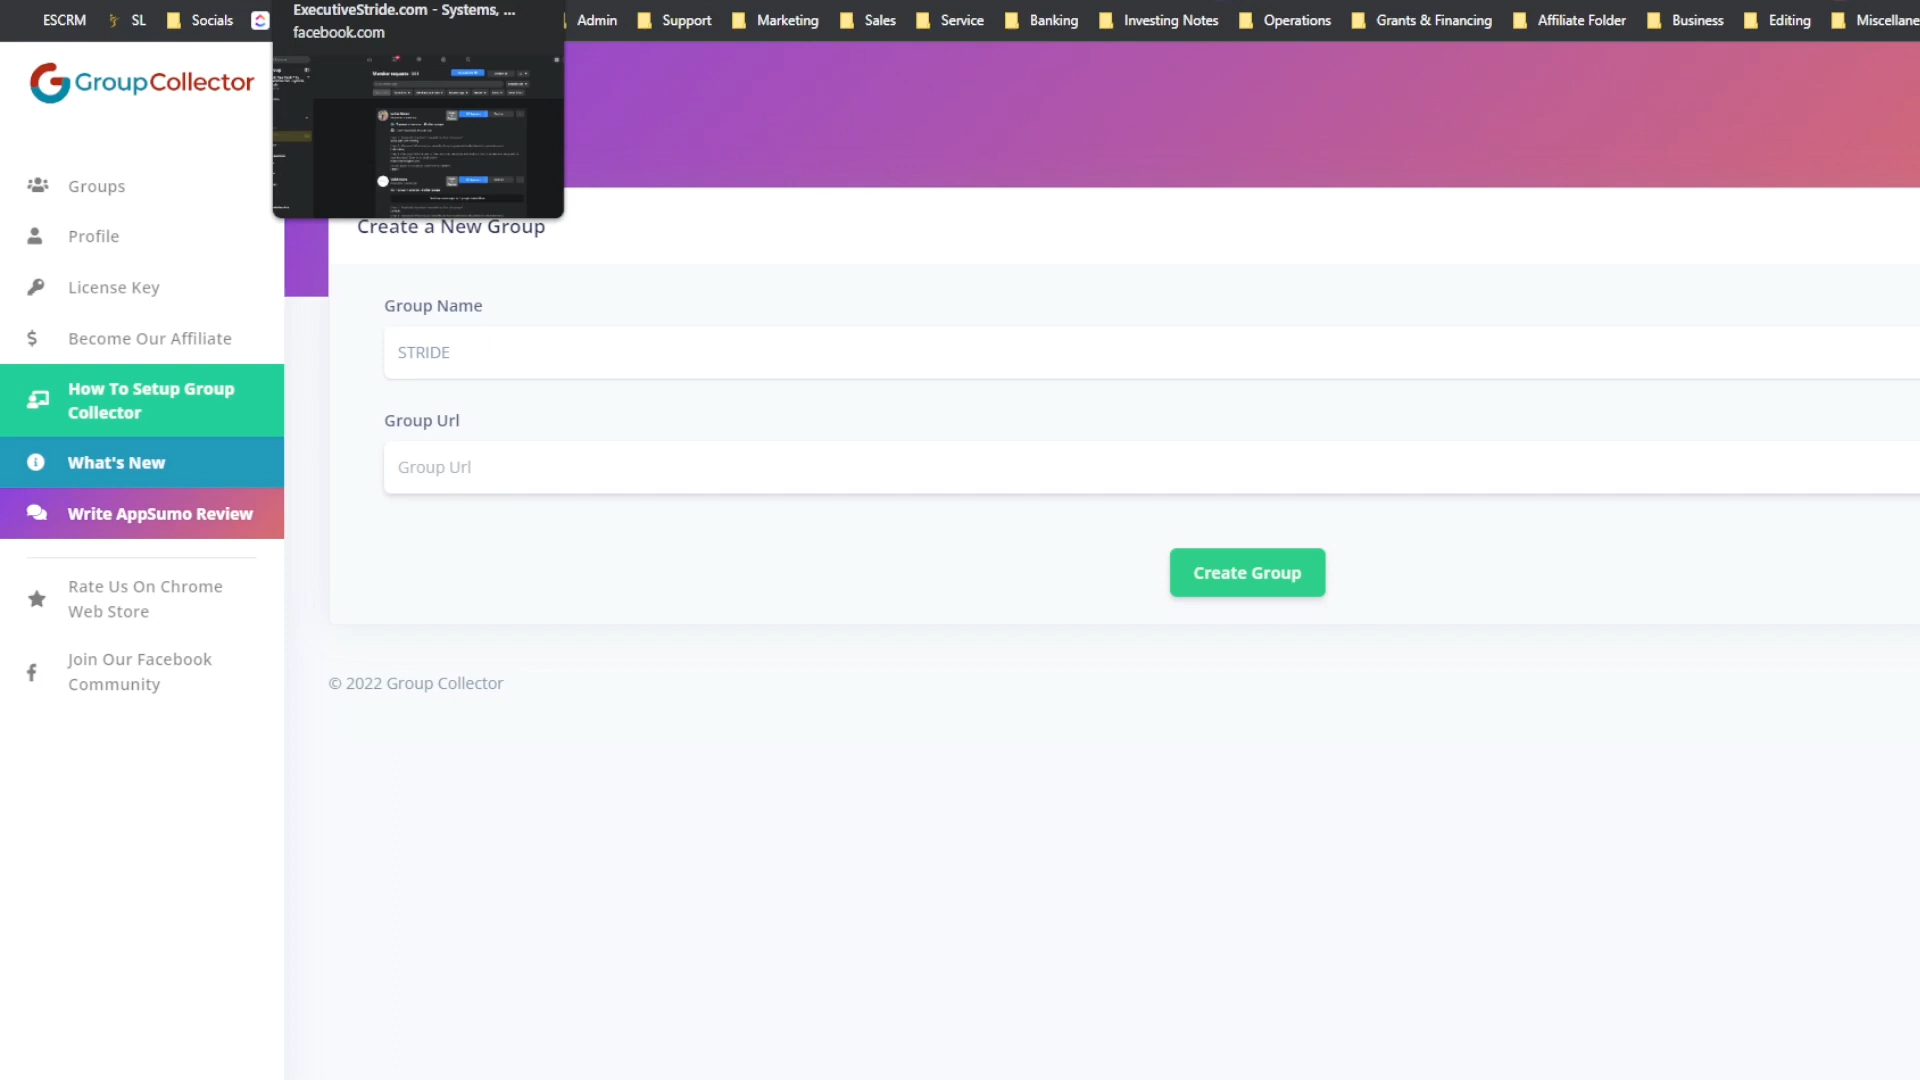 ExecutiveStride.com - Systems, ...
facebook.com
ESCRM
SL
Socials
Admin
Support
Marketing
Sales
Service
Banking
Investing Notes
Operations
Grants & Financing
Affiliate Folder
Business
Editing
Miscellane
GroupCollector
Groups
Profile
License Key
Become Our Affiliate
How To Setup Group
Collector
What's New
Write AppSumo Review
Rate Us On Chrome
Web Store
Join Our Facebook
Community
Create a New Group
Group Name
STRIDE
Group Url
Group Url
Create Group
© 2022 Group Collector